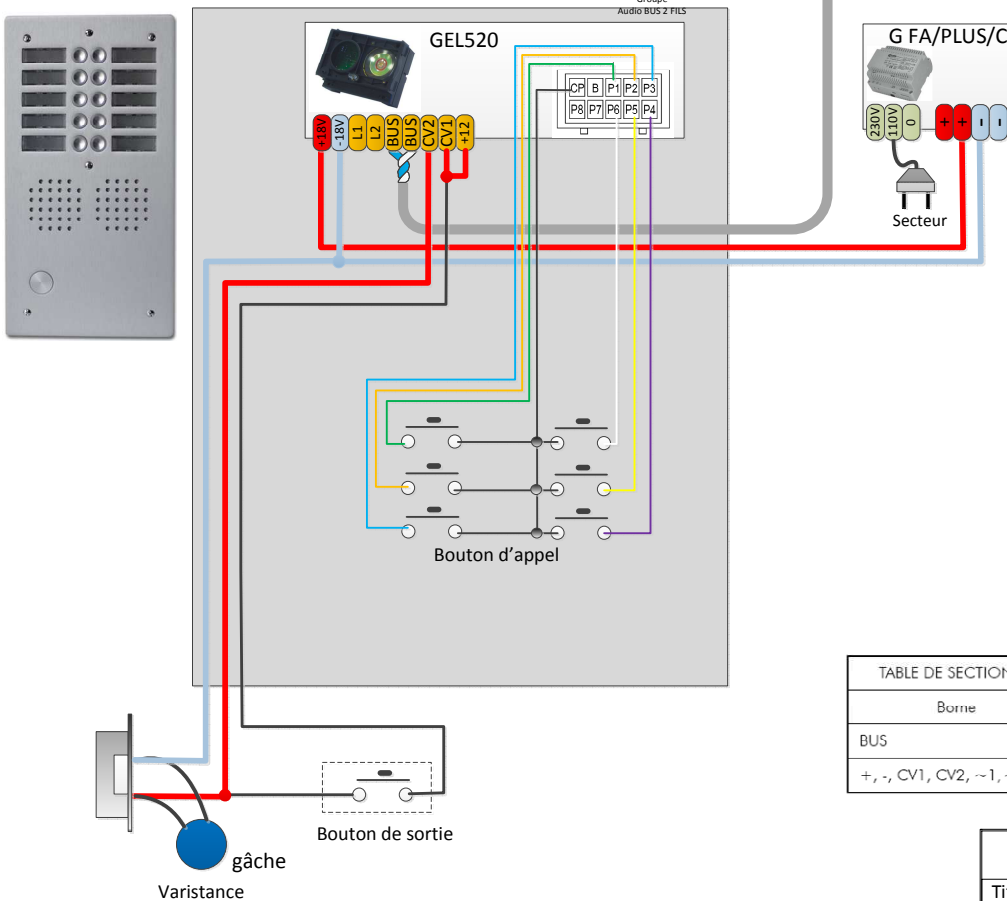 Groupe
Audio BUS 2 FILS
GEL520
G FA/PLUS/C
CP B P1 P2 P3
P8 P7 P6 P5 P4
+18V -18V L1 L2 BUS BUS CV2 CV1 +12
230V 110V 0 + + - -
Secteur
Bouton d'appel
TABLE DE SECTION
Borne
BUS
+, -, CV1, CV2, ~1,
Bouton de sortie
gâche
Varistance
Ti